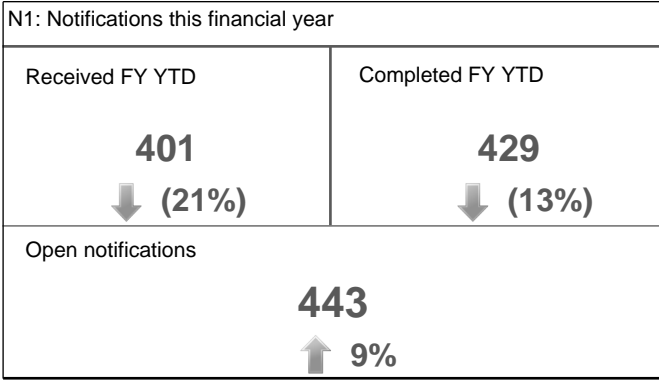 N1: Notifications this financial year
Received FY YTD
401
(21%)
Completed FY YTD
429
(13%)
Open notifications
443
9%